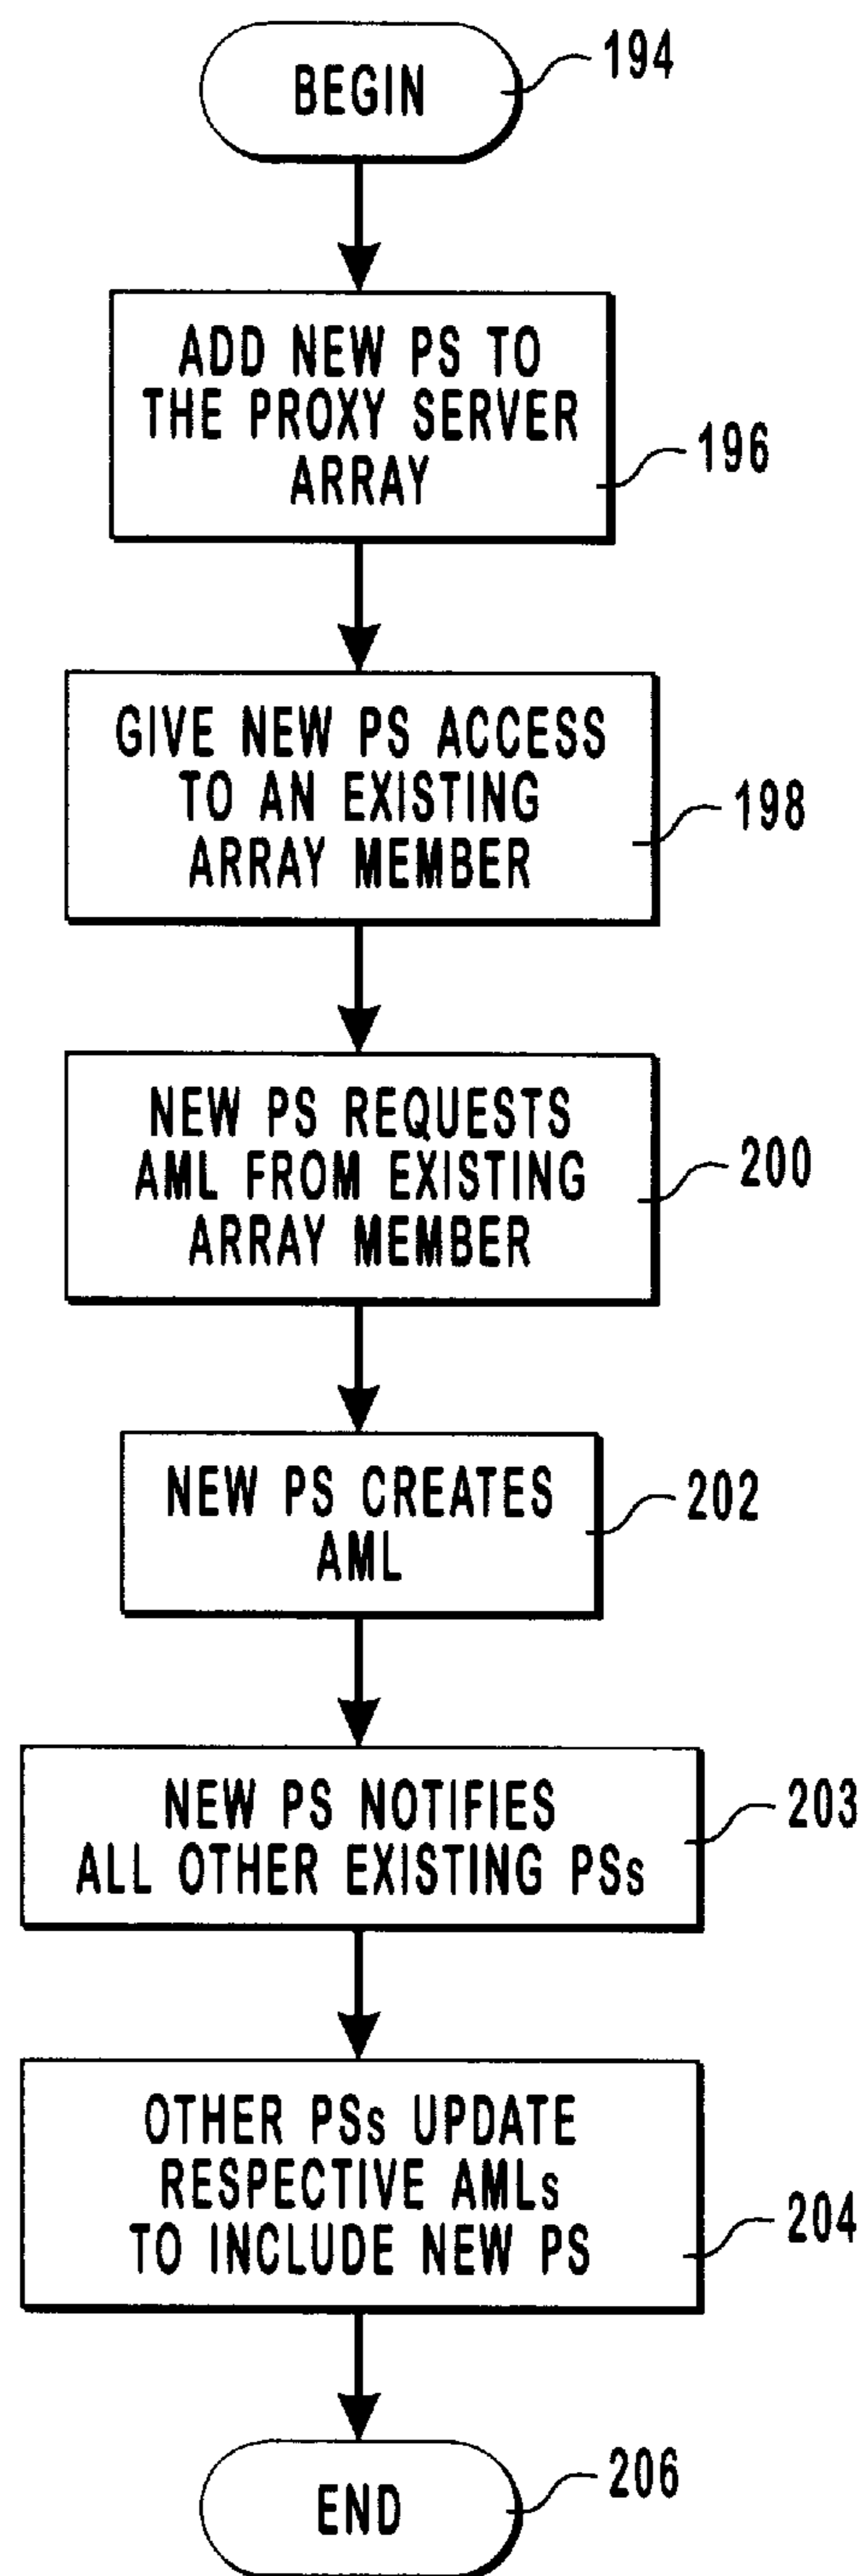 BEGIN
194
ADD NEW PS TO
THE PROXY SERVER
ARRAY
196
GIVE NEW PS ACCESS
TO AN EXISTING
ARRAY MEMBER
198
NEW PS REQUESTS
AML FROM EXISTING
ARRAY MEMBER
200
NEW PS CREATES
AML
202
NEW PS NOTIFIES
ALL OTHER EXISTING PSs
203
OTHER PSs UPDATE
RESPECTIVE AMLs
TO INCLUDE NEW PS
204
END
206